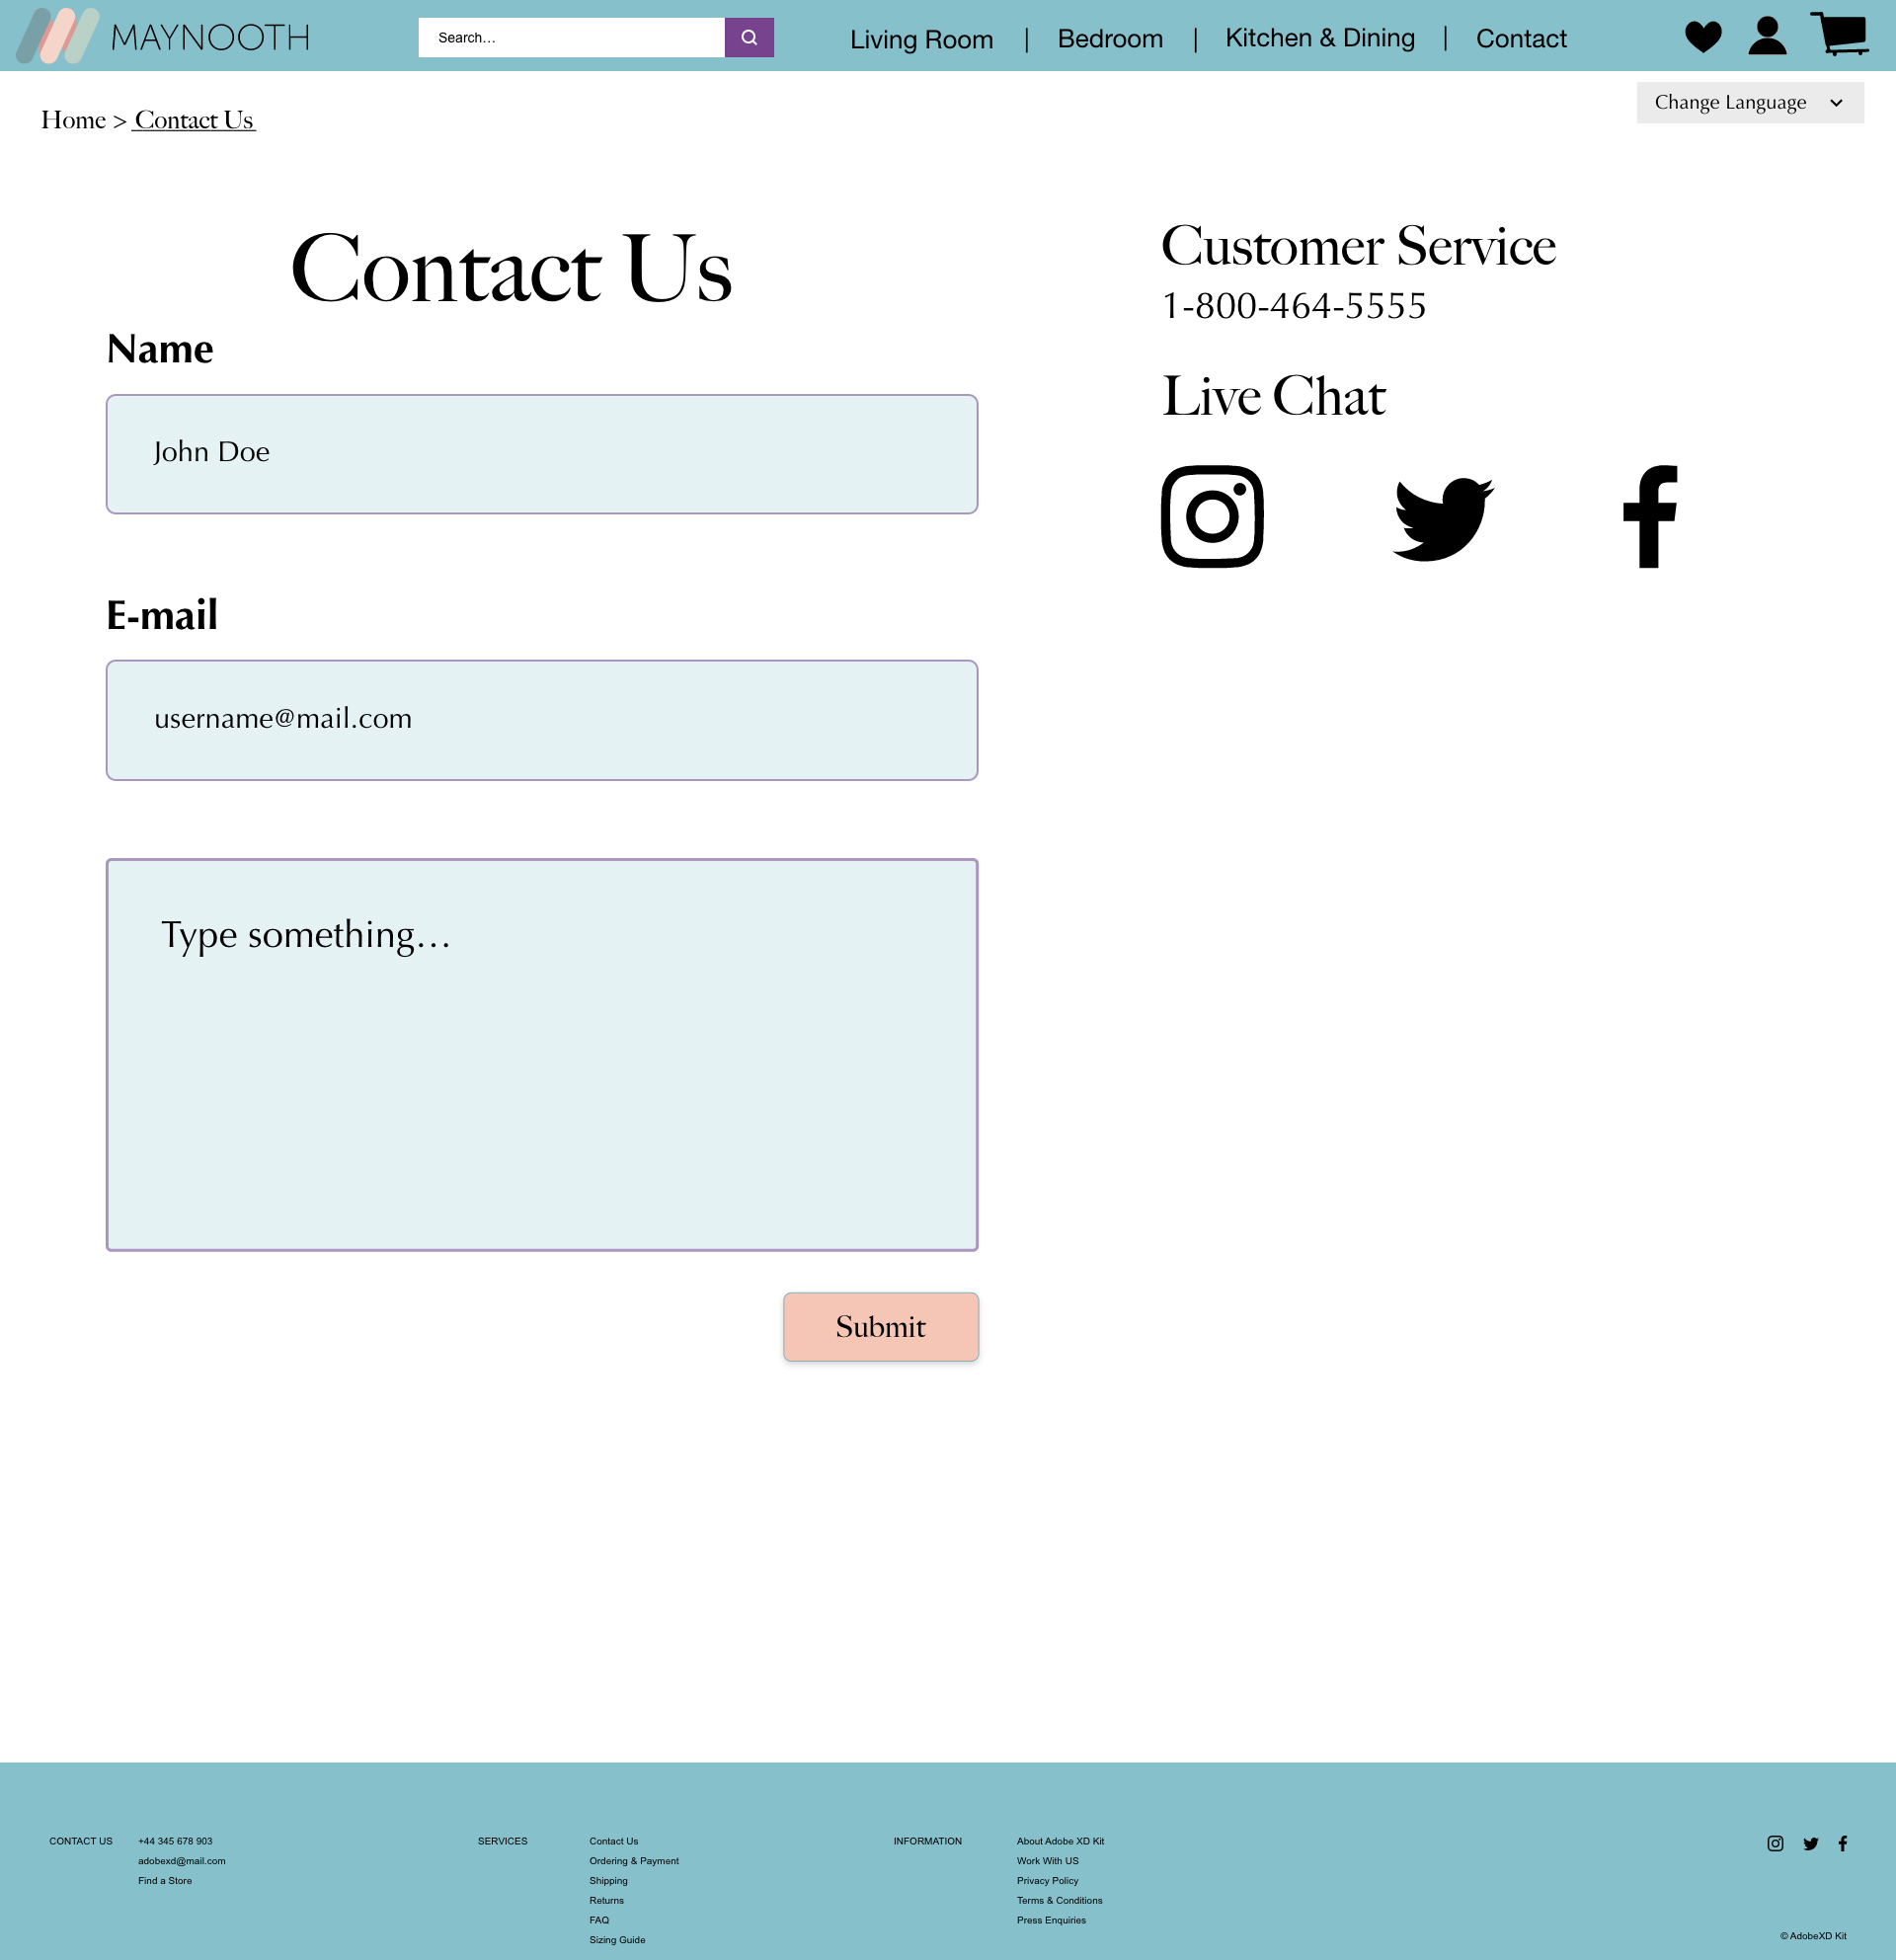 MAYNOOTH
Search...
Living Room | Bedroom | Kitchen & Dining | Contact
Change Language
Home > Contact Us
Contact Us
Name
John Doe
E-mail
username@mail.com
Type something...
Submit
Customer Service
1-800-464-5555
Live Chat
CONTACT US
+44 345 678 903
adobexd@mail.com
Find a Store
SERVICES
Contact Us
Ordering & Payment
Shipping
Returns
FAQ
Sizing Guide
INFORMATION
About Adobe XD Kit
Work With US
Privacy Policy
Terms & Conditions
Press Enquiries
© AdobeXD Kit